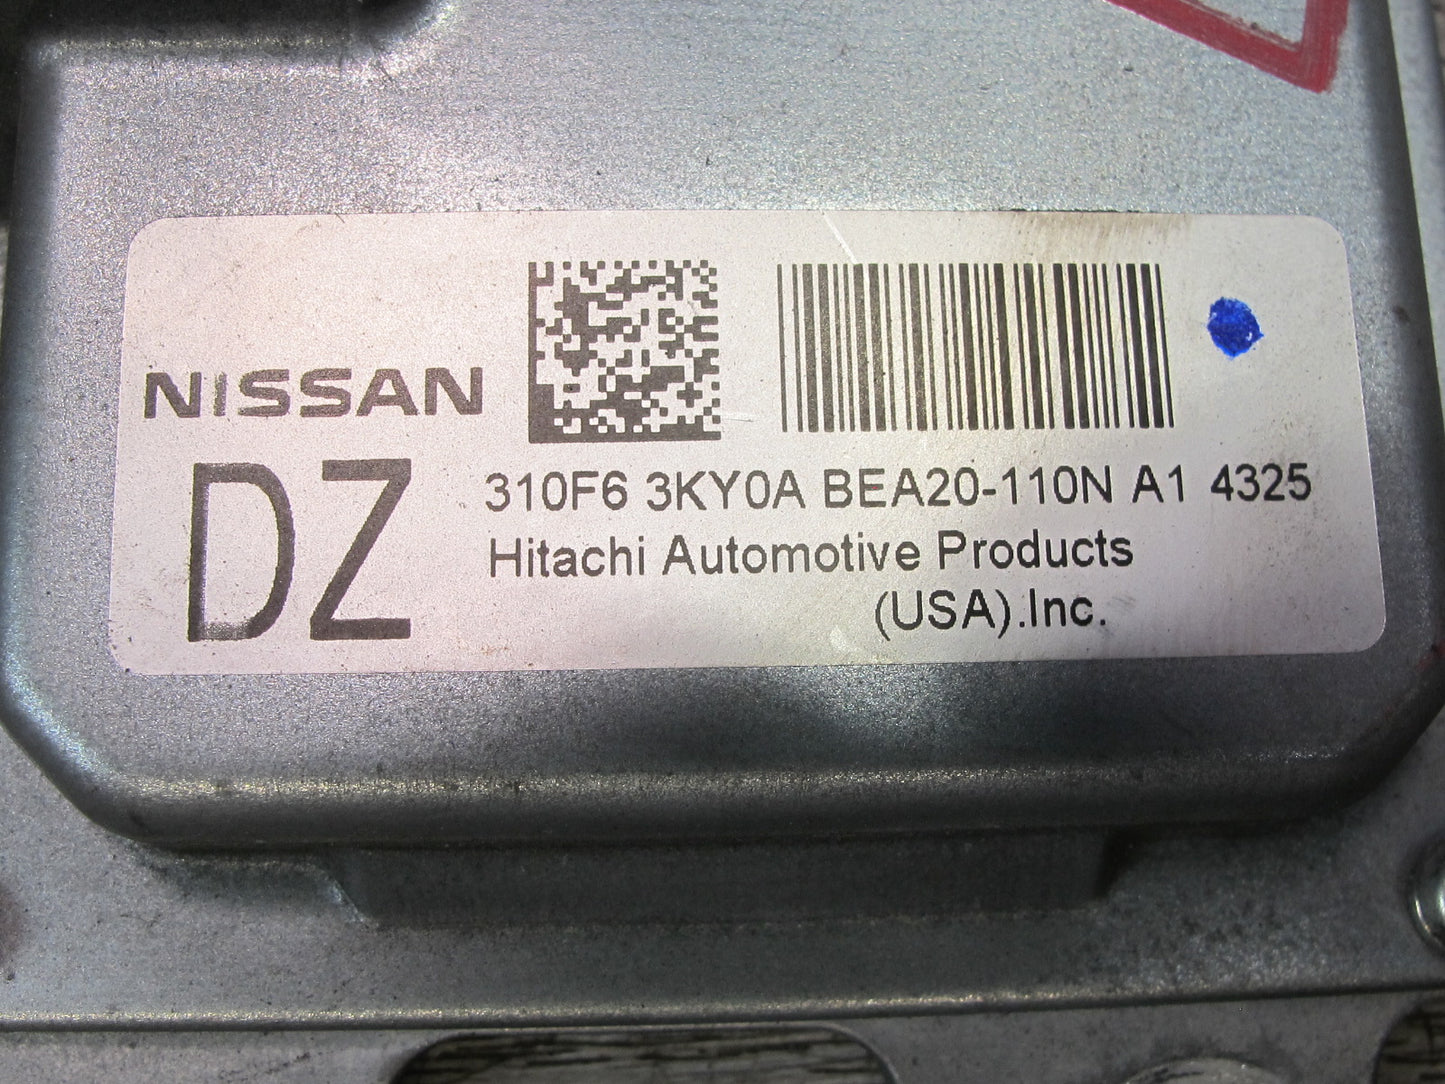 NISSAN
DZ
310F6 3KY0A BEA20-110N A1 4325
Hitachi Automotive Products
(USA).Inc.